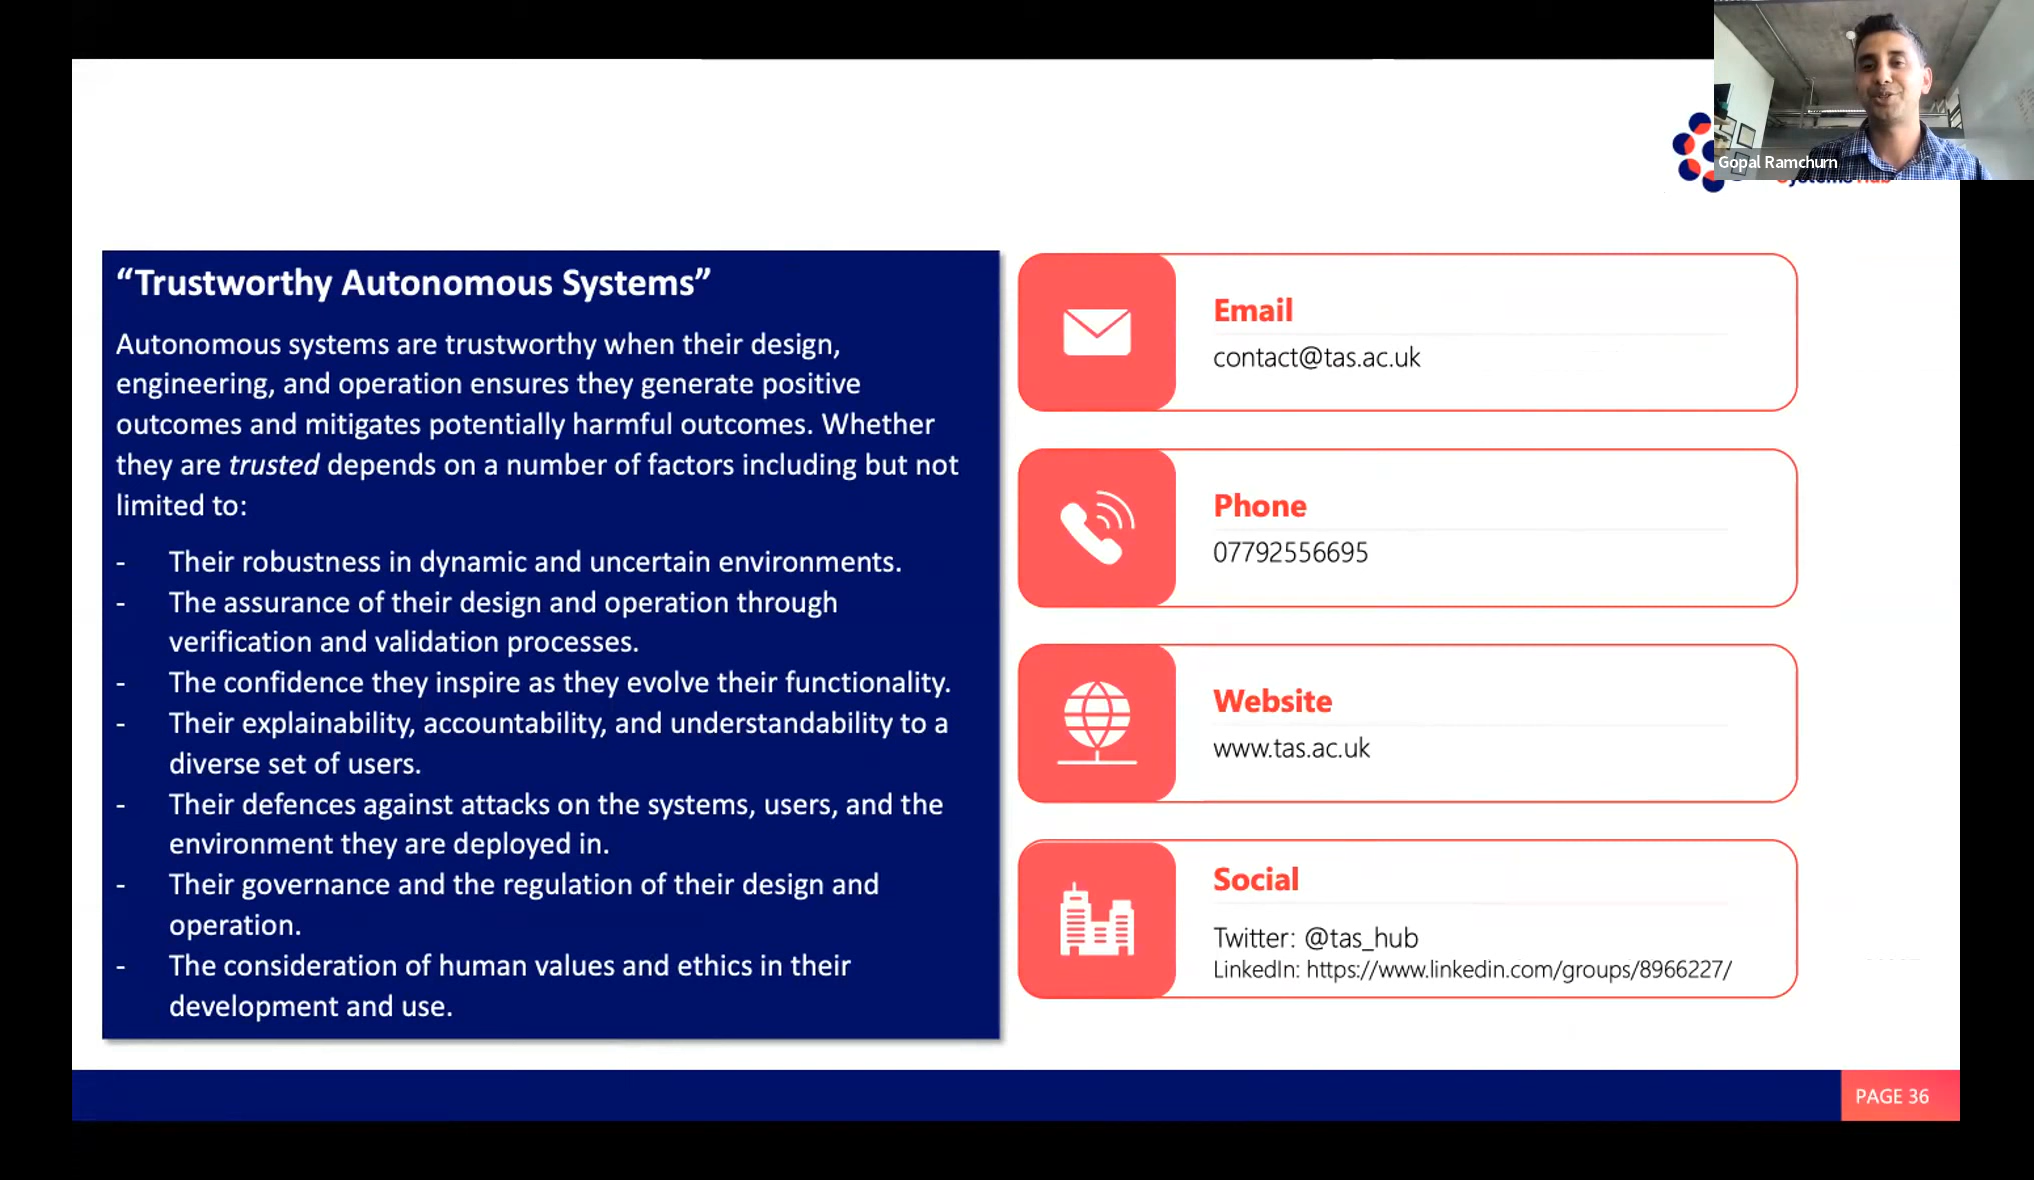 Gopal Ramchurn
Systems Hub
“Trustworthy Autonomous Systems”
Autonomous systems are trustworthy when their design,
engineering, and operation ensures they generate positive
outcomes and mitigates potentially harmful outcomes. Whether
they are trusted depends on a number of factors including but not
limited to:
- Their robustness in dynamic and uncertain environments.
- The assurance of their design and operation through
verification and validation processes.
- The confidence they inspire as they evolve their functionality.
- Their explainability, accountability, and understandability to a
diverse set of users.
- Their defences against attacks on the systems, users, and the
environment they are deployed in.
- Their governance and the regulation of their design and
operation.
- The consideration of human values and ethics in their
development and use.
Email
contact@tas.ac.uk
Phone
07792556695
Website
www.tas.ac.uk
Social
Twitter: @tas_hub
LinkedIn: https://www.linkedin.com/groups/8966227/
PAGE 36